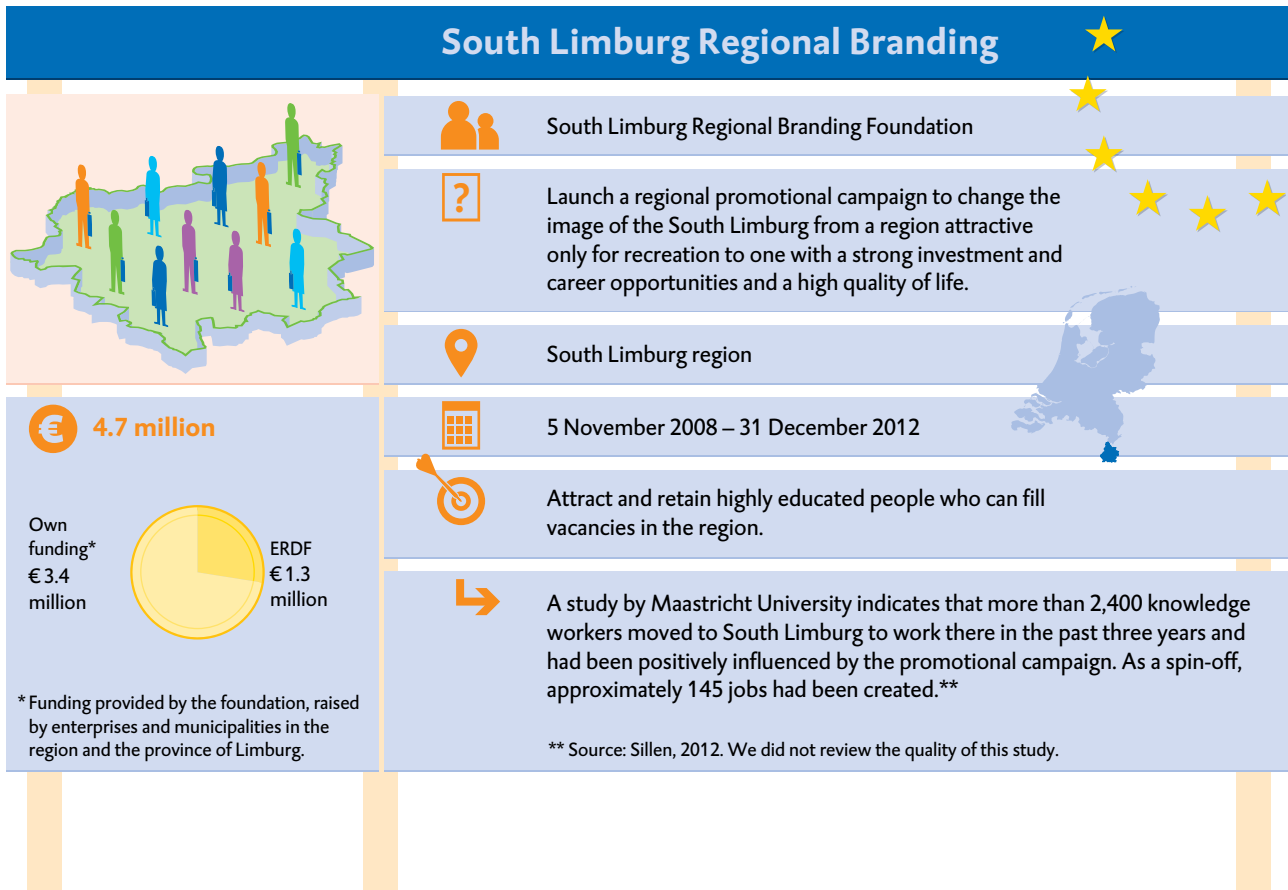 South Limburg Regional Branding
South Limburg Regional Branding Foundation
?
Launch a regional promotional campaign to change the
image of the South Limburg from a region attractive
only for recreation to one with a strong investment and
career opportunities and a high quality of life.
South Limburg region
€ 4.7 million
5 November 2008 – 31 December 2012
Attract and retain highly educated people who can fill
vacancies in the region.
Own
funding*
€ 3.4
million
ERDF
€ 1.3
million
* Funding provided by the foundation, raised
by enterprises and municipalities in the
region and the province of Limburg.
A study by Maastricht University indicates that more than 2,400 knowledge
workers moved to South Limburg to work there in the past three years and
had been positively influenced by the promotional campaign. As a spin-off,
approximately 145 jobs had been created.**
** Source: Sillen, 2012. We did not review the quality of this study.